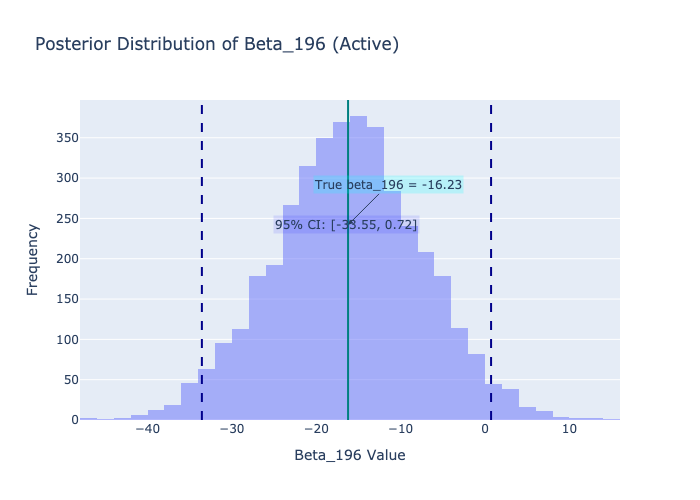 Posterior Distribution of Beta_196 (Active)
350
300
250
200
150
100
50
0
Frequency
True beta_196 = -16.23
95% CI: [-33.55, 0.72]
−40
−30
−20
−10
0
10
Beta_196 Value